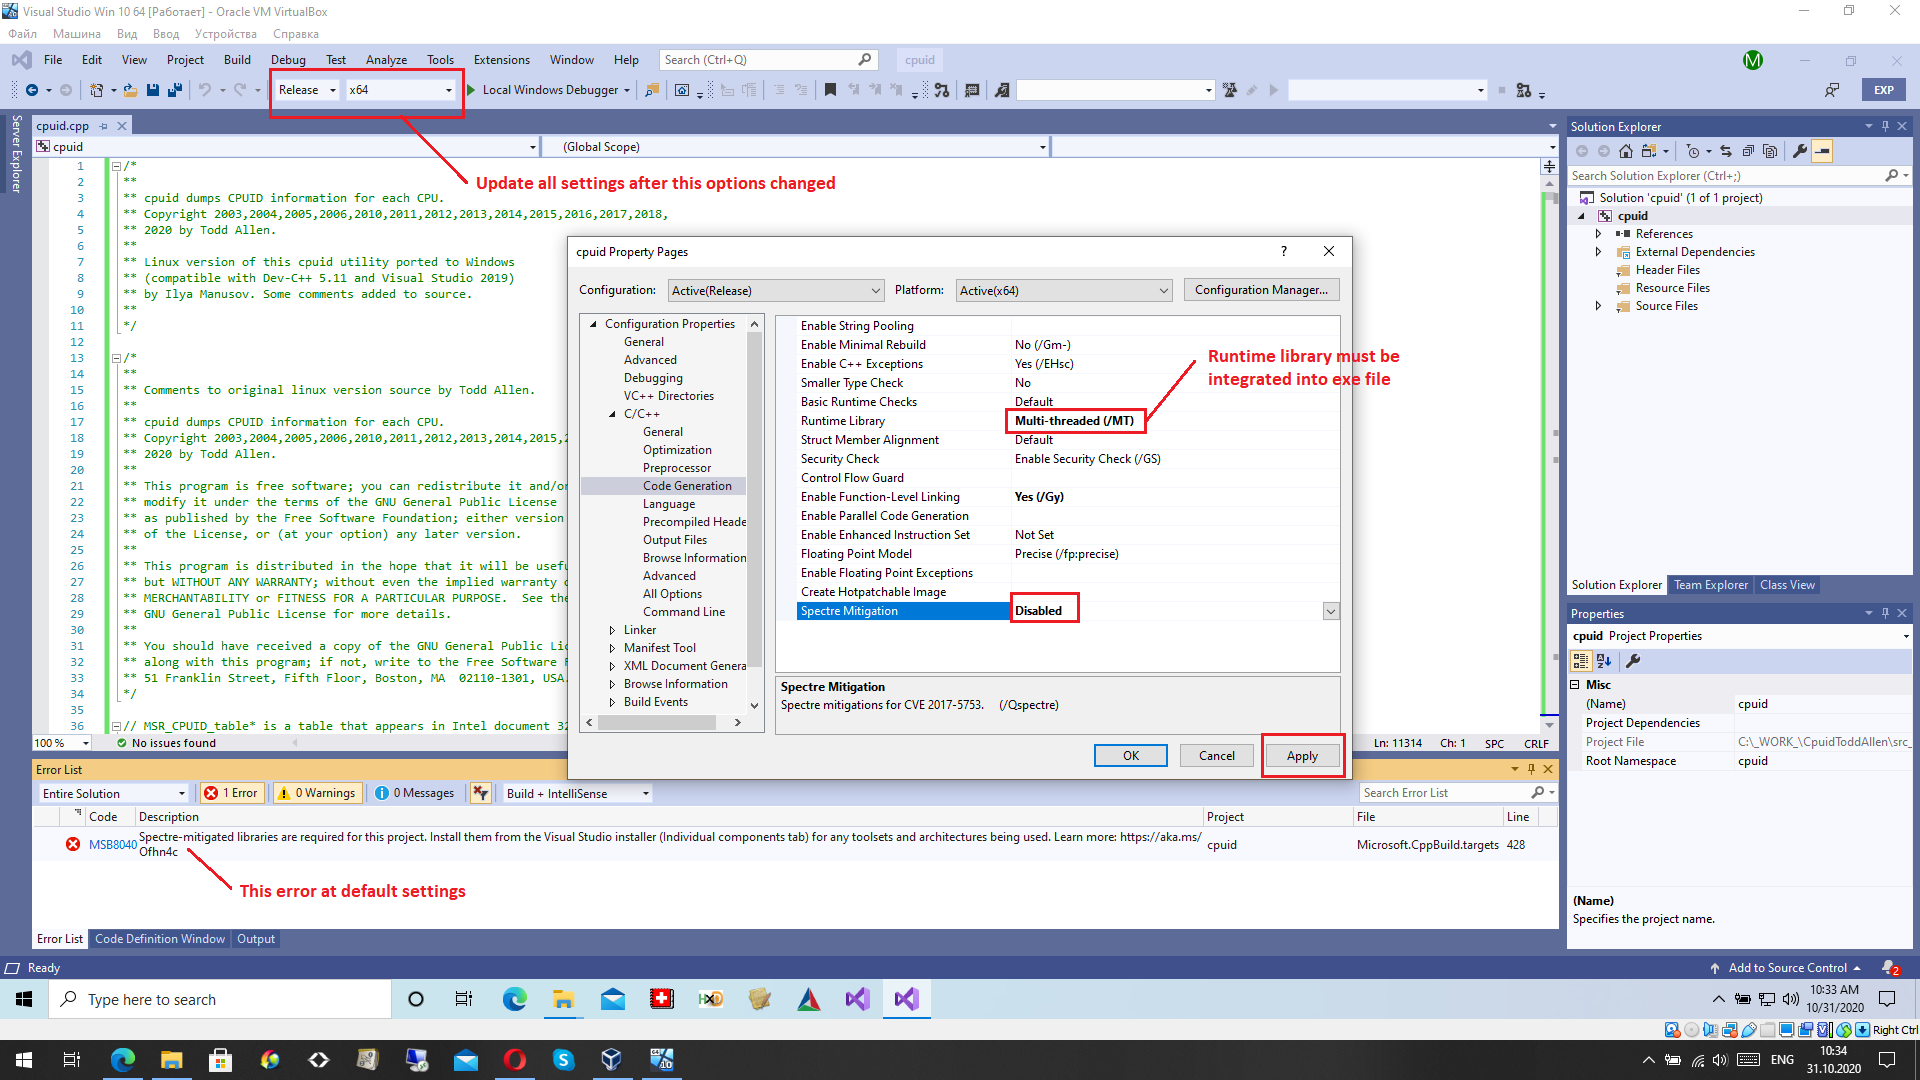 Visual Studio Win 10 64 [Работает] - Oracle VM VirtualBox
Файл Машина Вид Ввод Устройства Справка
File Edit View Project Build Debug Test Analyze Tools Extensions Window Help Search (Ctrl+Q) cpuid M
Release x64 Local Windows Debugger EXP
Server Explorer
cpuid.cpp
cpuid (Global Scope)
1 /*
2 **
3 ** cpuid dumps CPUID information for each CPU.
4 ** Copyright 2003,2004,2005,2006,2010,2011,2012,2013,2014,2015,2016,2017,2018,
5 ** 2020 by Todd Allen.
6 **
7 ** Linux version of this cpuid utility ported to Windows
8 ** (compatible with Dev-C++ 5.11 and Visual Studio 2019)
9 ** by Ilya Manusov. Some comments added to source.
10 **
11 */
12
13 /*
14 **
15 ** Comments to original linux version source by Todd Allen.
16 **
17 ** cpuid dumps CPUID information for each CPU.
18 ** Copyright 2003,2004,2005,2006,2010,2011,2012,2013,2014,2015,2
19 ** 2020 by Todd Allen.
20 **
21 ** This program is free software; you can redistribute it and/or
22 ** modify it under the terms of the GNU General Public License
23 ** as published by the Free Software Foundation; either version
24 ** of the License, or (at your option) any later version.
25 **
26 ** This program is distributed in the hope that it will be usefu
27 ** but WITHOUT ANY WARRANTY; without even the implied warranty o
28 ** MERCHANTABILITY or FITNESS FOR A PARTICULAR PURPOSE. See the
29 ** GNU General Public License for more details.
30 **
31 ** You should have received a copy of the GNU General Public Lic
32 ** along with this program; if not, write to the Free Software F
33 ** 51 Franklin Street, Fifth Floor, Boston, MA 02110-1301, USA.
34 */
35
36 // MSR_CPUID_table* is a table that appears in Intel document 32
Update all settings after this options changed
100 % No issues found Ln: 11314 Ch: 1 SPC CRLF
cpuid Property Pages ?
Configuration: Active(Release) Platform: Active(x64) Configuration Manager...
Configuration Properties
General
Advanced
Debugging
VC++ Directories
C/C++
General
Optimization
Preprocessor
Code Generation
Language
Precompiled Heade
Output Files
Browse Information
Advanced
All Options
Command Line
Linker
Manifest Tool
XML Document Genera
Browse Information
Build Events
Enable String Pooling
Enable Minimal Rebuild No (/Gm-)
Enable C++ Exceptions Yes (/EHsc)
Smaller Type Check No
Basic Runtime Checks Default
Runtime Library Multi-threaded (/MT)
Struct Member Alignment Default
Security Check Enable Security Check (/GS)
Control Flow Guard
Enable Function-Level Linking Yes (/Gy)
Enable Parallel Code Generation
Enable Enhanced Instruction Set Not Set
Floating Point Model Precise (/fp:precise)
Enable Floating Point Exceptions
Create Hotpatchable Image
Spectre Mitigation Disabled
Runtime library must be
integrated into exe file
Spectre Mitigation
Spectre mitigations for CVE 2017-5753. (/Qspectre)
OK Cancel Apply
Solution Explorer
Search Solution Explorer (Ctrl+;)
Solution 'cpuid' (1 of 1 project)
cpuid
References
External Dependencies
Header Files
Resource Files
Source Files
Solution Explorer Team Explorer Class View
Properties
cpuid Project Properties
Misc
(Name) cpuid
Project Dependencies
Project File C:\_WORK_\CpuidToddAllen\src_
Root Namespace cpuid
(Name)
Specifies the project name.
Error List
Entire Solution 1 Error 0 Warnings 0 Messages Build + IntelliSense Search Error List
Code Description Project File Line
MSB8040 Spectre-mitigated libraries are required for this project. Install them from the Visual Studio installer (Individual components tab) for any toolsets and architectures being used. Learn more: https://aka.ms/
Ofhn4c cpuid Microsoft.CppBuild.targets 428
This error at default settings
Error List Code Definition Window Output
Ready Add to Source Control 2
Type here to search HxD 10:33 AM
10/31/2020
Right Ctrl
64 10 ENG 10:34
31.10.2020